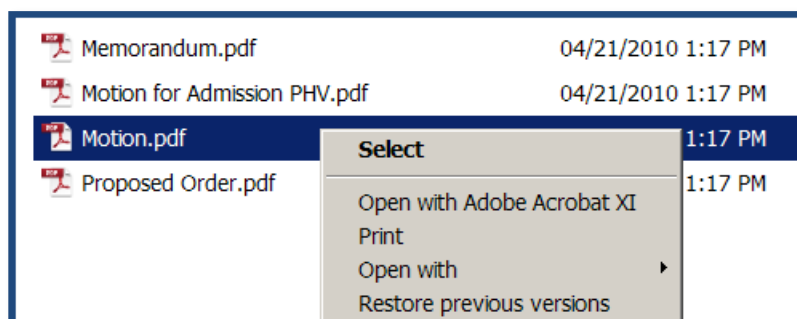 Memorandum.pdf 04/21/2010 1:17 PM
Motion for Admission PHV.pdf 04/21/2010 1:17 PM
Motion.pdf 1:17 PM
Select
Proposed Order.pdf 1:17 PM
Open with Adobe Acrobat XI
Print
Open with
Restore previous versions